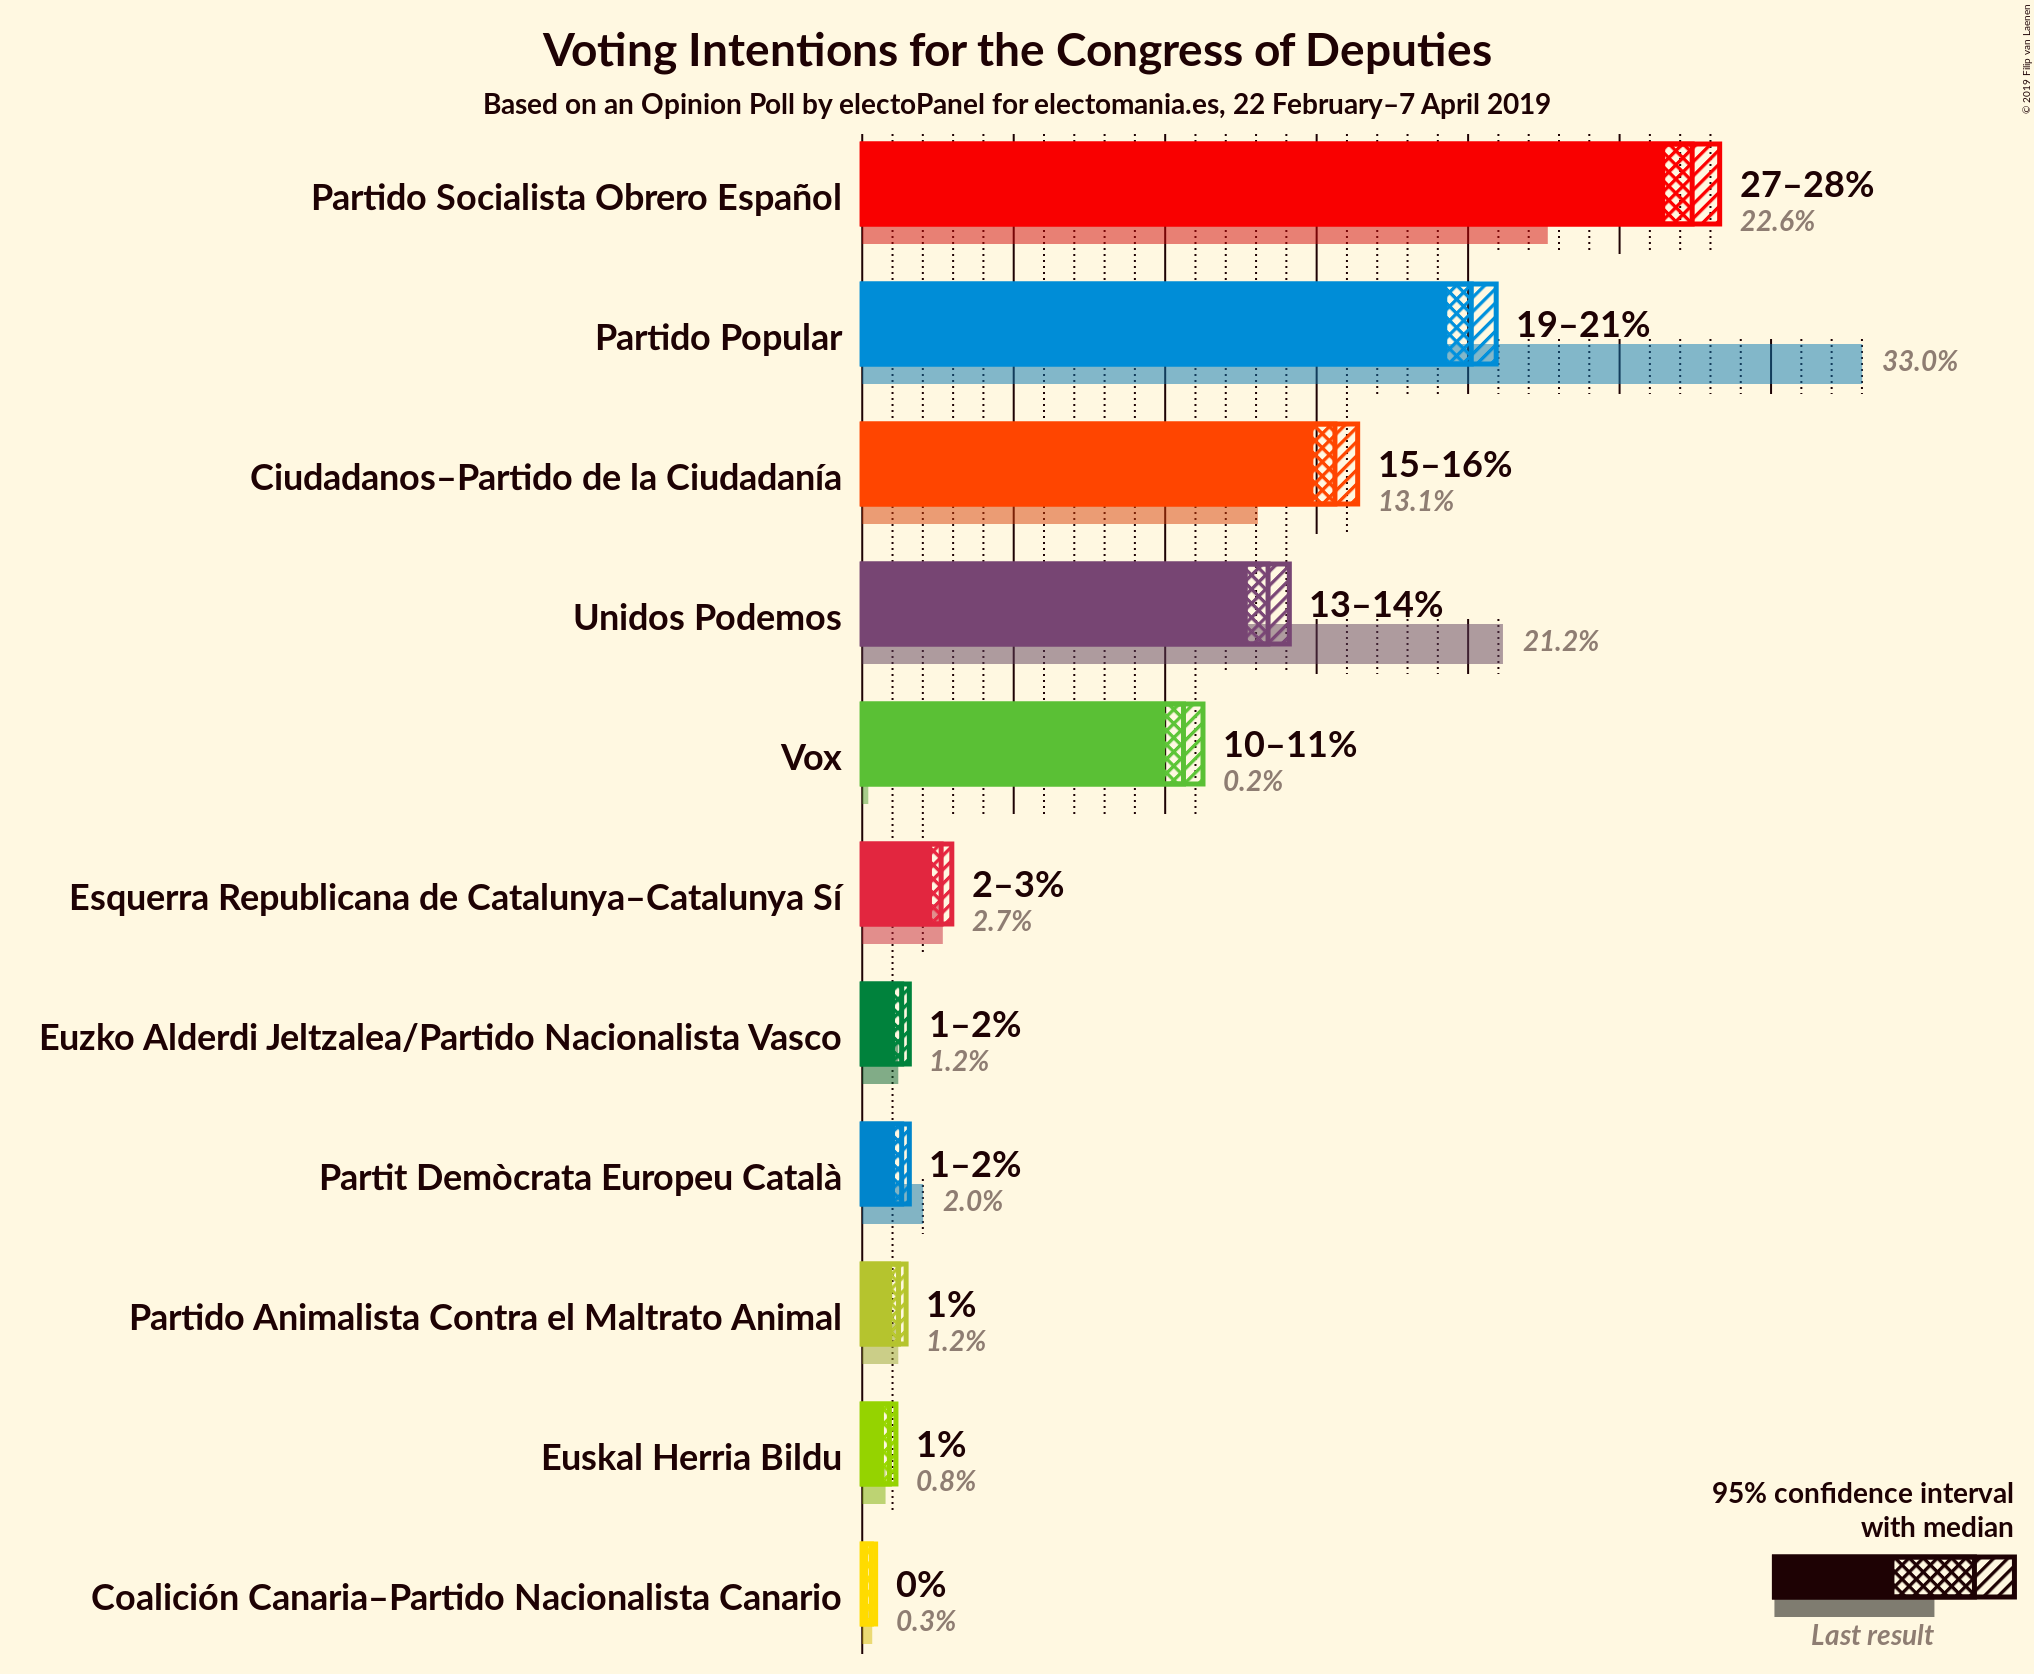 Voting Intentions for the Congress of Deputies
Based on an Opinion Poll by electoPanel for electomania.es, 22 February–7 April 2019
© 2019 Filip van Laenen
Partido Socialista Obrero Español
27–28%
22.6%
Partido Popular
19–21%
33.0%
Ciudadanos–Partido de la Ciudadanía
15–16%
13.1%
Unidos Podemos
13–14%
21.2%
Vox
10–11%
0.2%
Esquerra Republicana de Catalunya–Catalunya Sí
2–3%
2.7%
Euzko Alderdi Jeltzalea/Partido Nacionalista Vasco
1–2%
1.2%
Partit Demòcrata Europeu Català
1–2%
2.0%
Partido Animalista Contra el Maltrato Animal
1%
1.2%
Euskal Herria Bildu
1%
0.8%
Coalición Canaria–Partido Nacionalista Canario
0%
0.3%
95% confidence interval
with median
Last result